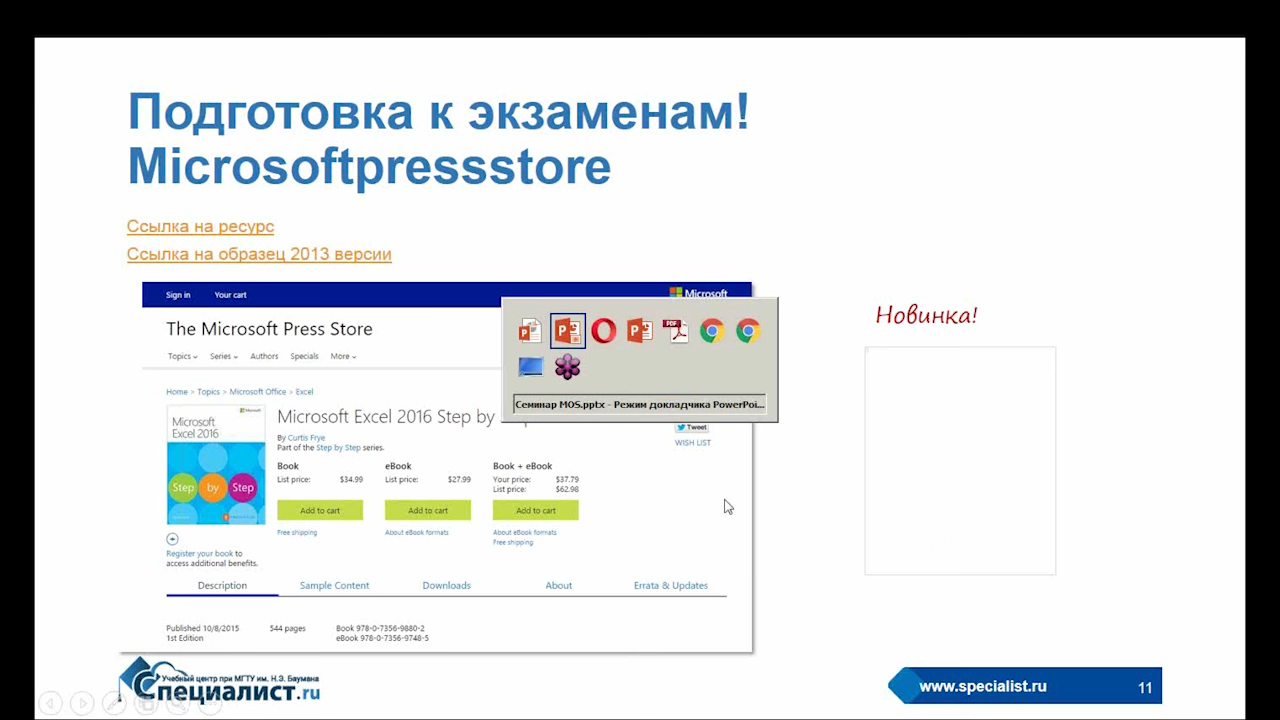 Подготовка к экзаменам!
Microsoftpressstore
Ссылка на ресурс
Ссылка на образец 2013 версии
Sign in Your cart Microsoft
The Microsoft Press Store
Topics Series Authors Specials More
Home > Topics > Microsoft Office > Excel
Microsoft Excel 2016
Step by Step
Microsoft Excel 2016 Step by
By Curtis Frye
Part of the Step by Step series.
Tweet
WISH LIST
Book eBook Book + eBook
List price: $34.99 List price: $27.99 Your price: $37.79
List price: $62.98
Add to cart Add to cart Add to cart
Free shipping About eBook formats About eBook formats
Free shipping
Register your book to
access additional benefits.
Description Sample Content Downloads About Errata & Updates
Published 10/8/2015 544 pages Book 978-0-7356-9880-2
1st Edition eBook 978-0-7356-9748-5
PDF
Семинар MOS.pptx - Режим докладчика PowerPoi...
Новинка!
Учебный центр при МГТУ им. Н.Э. Баумана
Специалист.ru
www.specialist.ru 11